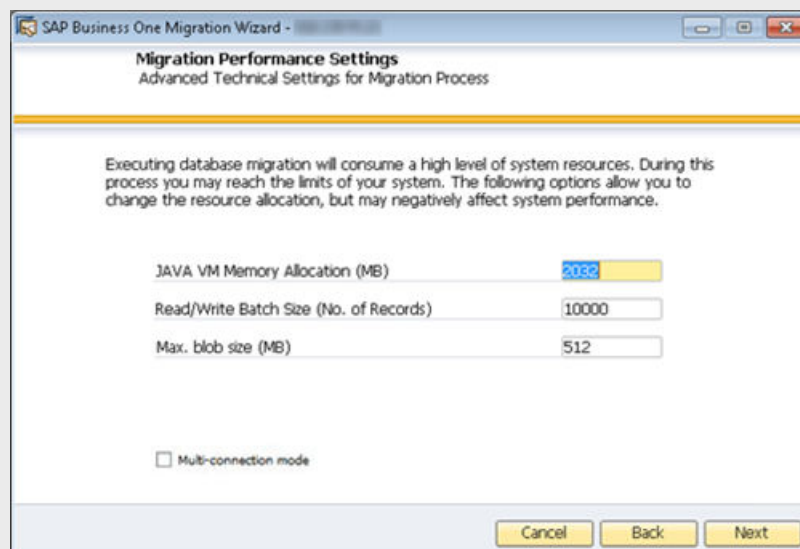 SAP Business One Migration Wizard -
Migration Performance Settings
Advanced Technical Settings for Migration Process
Executing database migration will consume a high level of system resources. During this
process you may reach the limits of your system. The following options allow you to
change the resource allocation, but may negatively affect system performance.
JAVA VM Memory Allocation (MB) 2032
Read/Write Batch Size (No. of Records) 10000
Max. blob size (MB) 512
Multi-connection mode
Cancel Back Next